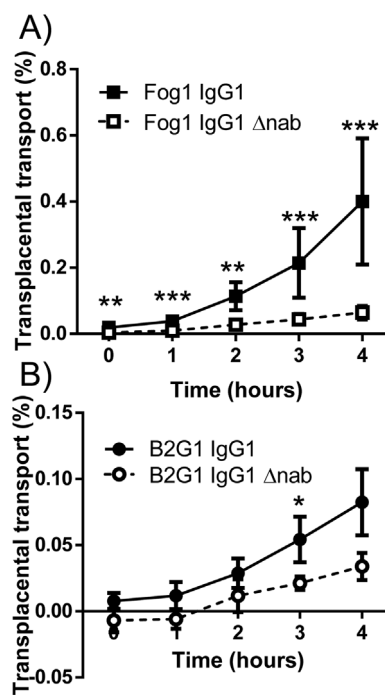 A)
Transplacental transport (%)
0.8
0.6
0.4
0.2
0.0
Fog1 IgG1
Fog1 IgG1 Δnab
**
***
**
***
***
0 1 2 3 4
Time (hours)
B)
Transplacental transport (%)
0.10
0.05
0.00
-0.05
B2G1 IgG1
B2G1 IgG1 Δnab
*
0 1 2 3 4
Time (hours)